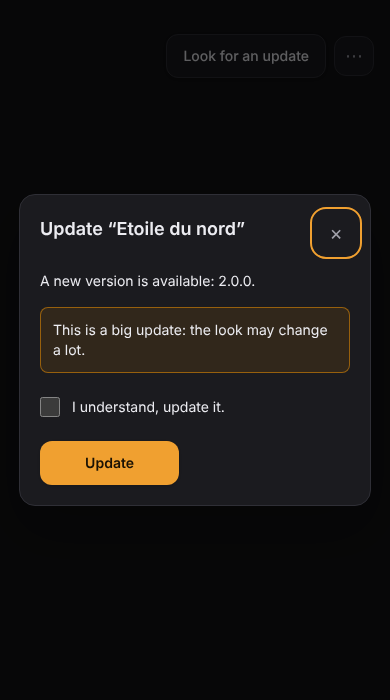 Look for an update
···
Update “Etoile du nord”
×
A new version is available: 2.0.0.
This is a big update: the look may change
a lot.
I understand, update it.
Update